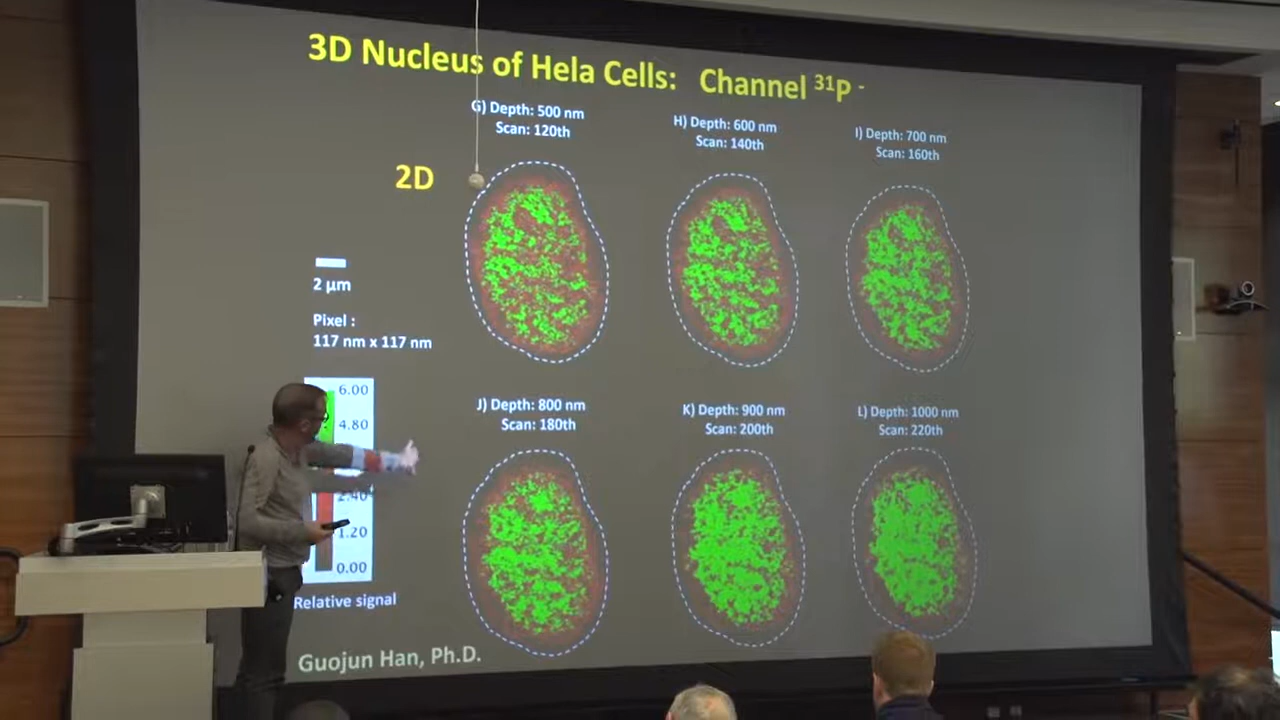 3D Nucleus of Hela Cells: Channel ³¹P ⁻
G) Depth: 500 nm
Scan: 120th
H) Depth: 600 nm
Scan: 140th
I) Depth: 700 nm
Scan: 160th
2D
2 µm
Pixel :
117 nm x 117 nm
6.00
4.80
2.40
1.20
0.00
Relative signal
J) Depth: 800 nm
Scan: 180th
K) Depth: 900 nm
Scan: 200th
L) Depth: 1000 nm
Scan: 220th
Guojun Han, Ph.D.